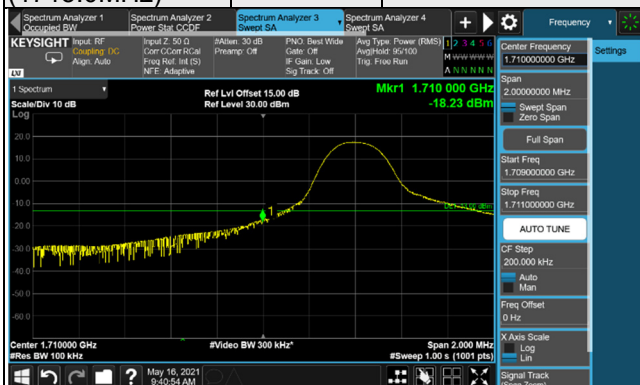 Spectrum Analyzer 1
Occupied BW
Spectrum Analyzer 2
Power Stat CCDF
Spectrum Analyzer 3
Swept SA
Spectrum Analyzer 4
Swept SA
Frequency
KEYSIGHT
Input: RF
Coupling: DC
Align: Auto
Input Z: 50 Ω
Corr CCorr RCal
Freq Ref: Int (S)
NFE: Adaptive
#Atten: 30 dB
Preamp: Off
PNO: Best Wide
Gate: Off
IF Gain: Low
Sig Track: Off
Avg Type: Power (RMS)
Avg|Hold: 95/100
Trig: Free Run
1 2 3 4 5 6
M W W W W W
A N N N N N
LXI
1 Spectrum
Scale/Div 10 dB
Log
Ref Lvl Offset 15.00 dB
Ref Level 30.00 dBm
Mkr1 1.710 000 GHz
-18.23 dBm
20.0
10.0
0.00
-10.0
-20.0
-30.0
-40.0
-50.0
-60.0
1
Center 1.710000 GHz
#Res BW 100 kHz
#Video BW 300 kHz*
Span 2.000 MHz
#Sweep 1.00 s (1001 pts)
Center Frequency
1.710000000 GHz
Settings
Span
2.00000000 MHz
Swept Span
Zero Span
Full Span
Start Freq
1.709000000 GHz
Stop Freq
1.711000000 GHz
AUTO TUNE
CF Step
200.000 kHz
Auto
Man
Freq Offset
0 Hz
X Axis Scale
Log
Lin
Signal Track
(Span Zoom)
May 16, 2021
9:40:54 AM